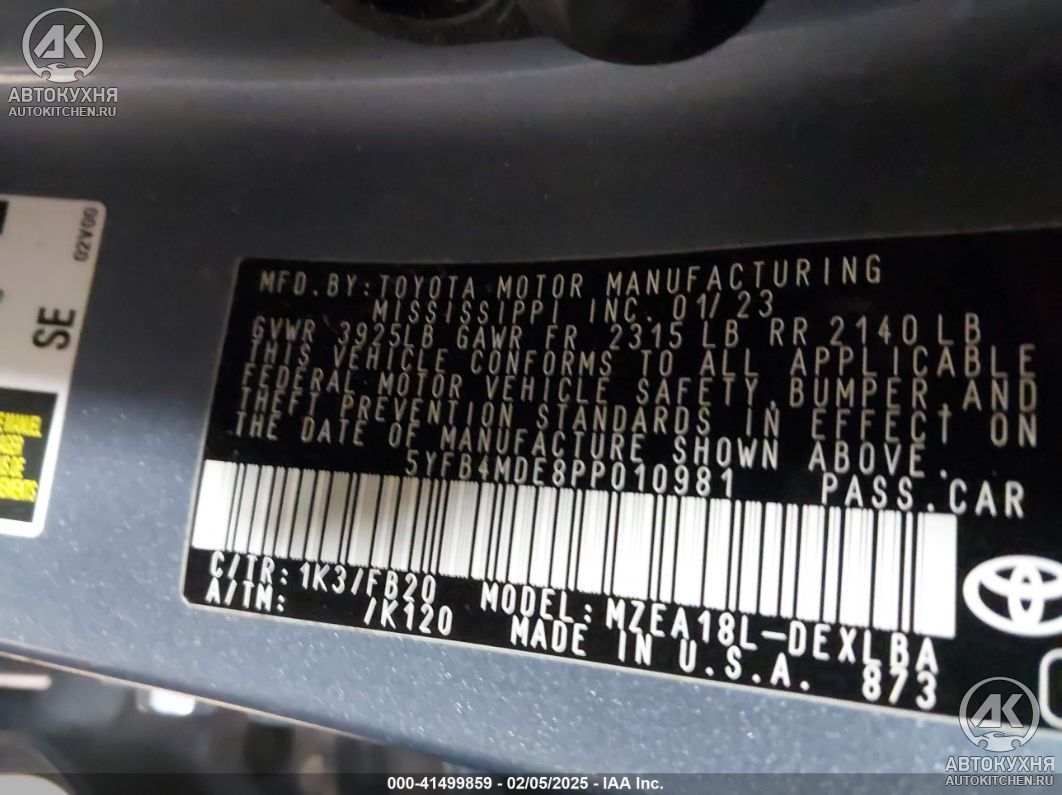 AK
АВТОКУХНЯ
AUTOKITCHEN.RU
02V00
SE
MFD.BY:TOYOTA MOTOR MANUFACTURING
MISSISSIPPI INC. 01/23
GVWR 3925LB GAWR FR 2315 LB RR 2140LB
THIS VEHICLE CONFORMS TO ALL APPLICABLE
FEDERAL MOTOR VEHICLE SAFETY,BUMPER AND
THEFT PREVENTION STANDARDS IN EFFECT ON
THE DATE OF MANUFACTURE SHOWN ABOVE.
5YFB4MDE8PP010981 PASS.CAR
C/TR: 1K3/FB20 MODEL:MZEA18L-DEXLBA
A/TN: /K120 MADE IN U.S.A. 873
AK
АВТОКУХНЯ
AUTOKITCHEN.RU
000-41499859 - 02/05/2025 - IAA Inc.